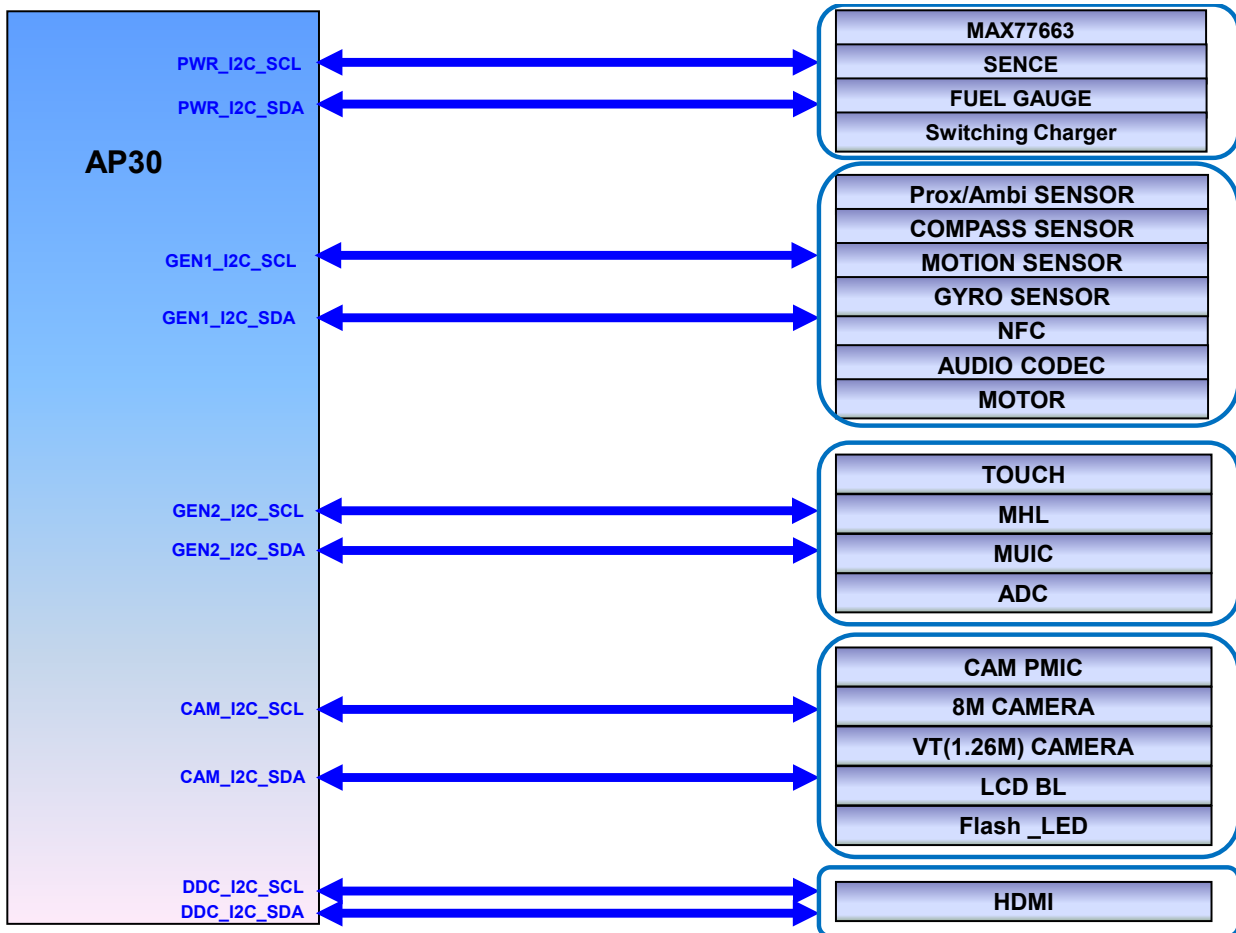 MAX77663
PWR_I2C_SCL
SENCE
PWR_I2C_SDA
FUEL GAUGE
Switching Charger
AP30
Prox/Ambi SENSOR
COMPASS SENSOR
GEN1_I2C_SCL
MOTION SENSOR
GYRO SENSOR
GEN1_I2C_SDA
NFC
AUDIO CODEC
MOTOR
TOUCH
GEN2_I2C_SCL
MHL
GEN2_I2C_SDA
MUIC
ADC
CAM PMIC
CAM_I2C_SCL
8M CAMERA
VT(1.26M) CAMERA
CAM_I2C_SDA
LCD BL
Flash _LED
DDC_I2C_SCL
HDMI
DDC_I2C_SDA